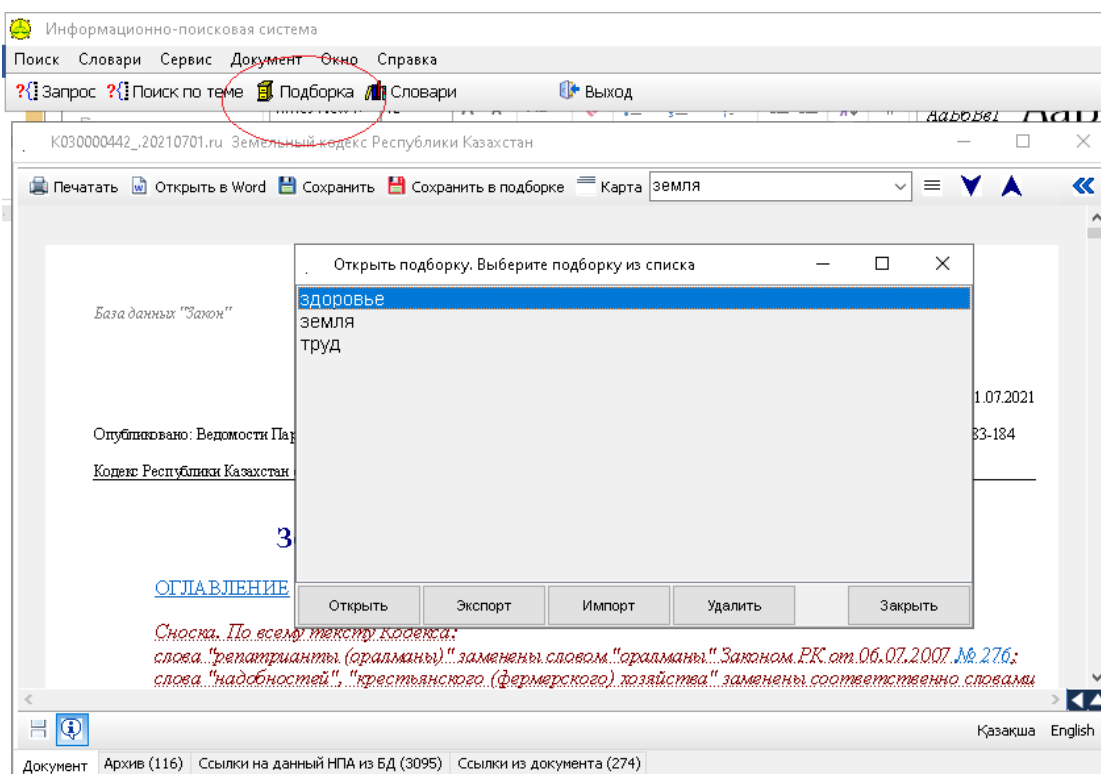 Информационно-поисковая система
Поиск Словари Сервис Документ Окно Справка
?{ Запрос ?{ Поиск по теме Подборка Словари Выход
АаБбВвГ
K030000442_.20210701.ru Земельный кодекс Республики Казахстан
Печатать Открыть в Word Сохранить Сохранить в подборке Карта земля
Открыть подборку. Выберите подборку из списка
здоровье
земля
труд
База данных "Закон"
1.07.2021
Опубликовано: Ведомости Пар
83-184
Кодекс Республики Казахстан
З
ОГЛАВЛЕНИЕ
Открыть Экспорт Импорт Удалить Закрыть
Сноска. По всему тексту Кодекса:
слова "репатрианты (оралманы)" заменены словом "оралманы" Законом РК от 06.07.2007 № 276;
слова "надобностей", "крестьянского (фермерского) хозяйства" заменены соответственно словами
Қазақша English
Документ Архив (116) Ссылки на данный НПА из БД (3095) Ссылки из документа (274)